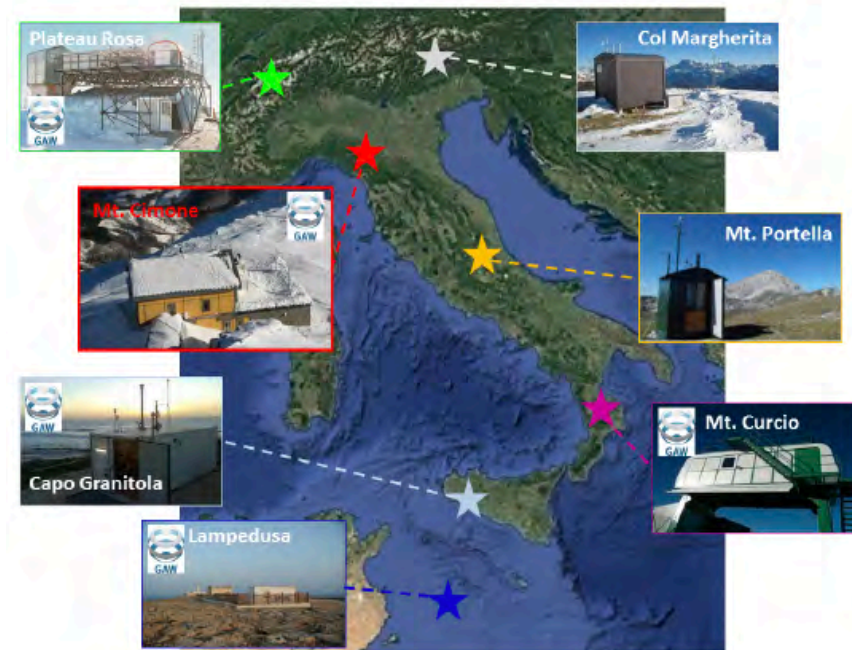 Plateau Rosa
GAW
Col Margherita
Mt. Cimone
GAW
Mt. Portella
GAW
Capo Granitola
Mt. Curcio
GAW
Lampedusa
GAW